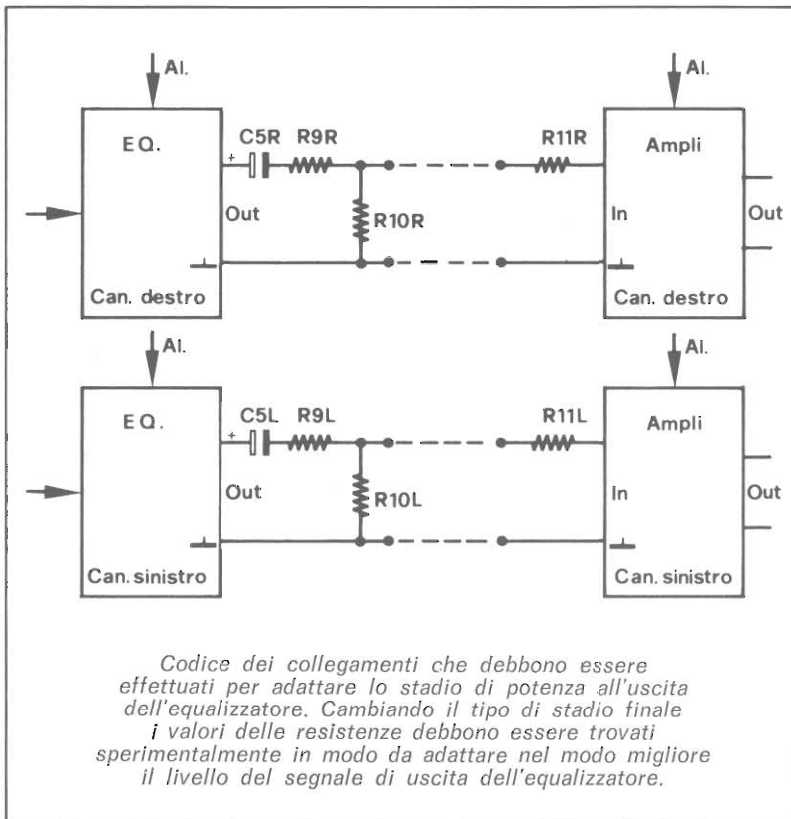 Al.
Al.
C5R R9R
R11R
EQ.
Ampli
+
Out
R10R
In
Out
Can. destro
Can. destro
Al.
Al.
C5L R9L
R11L
EQ.
Ampli
+
Out
R10L
In
Out
Can. sinistro
Can. sinistro
Codice dei collegamenti che debbono essere
effettuati per adattare lo stadio di potenza all'uscita
dell'equalizzatore. Cambiando il tipo di stadio finale
i valori delle resistenze debbono essere trovati
sperimentalmente in modo da adattare nel modo migliore
il livello del segnale di uscita dell'equalizzatore.